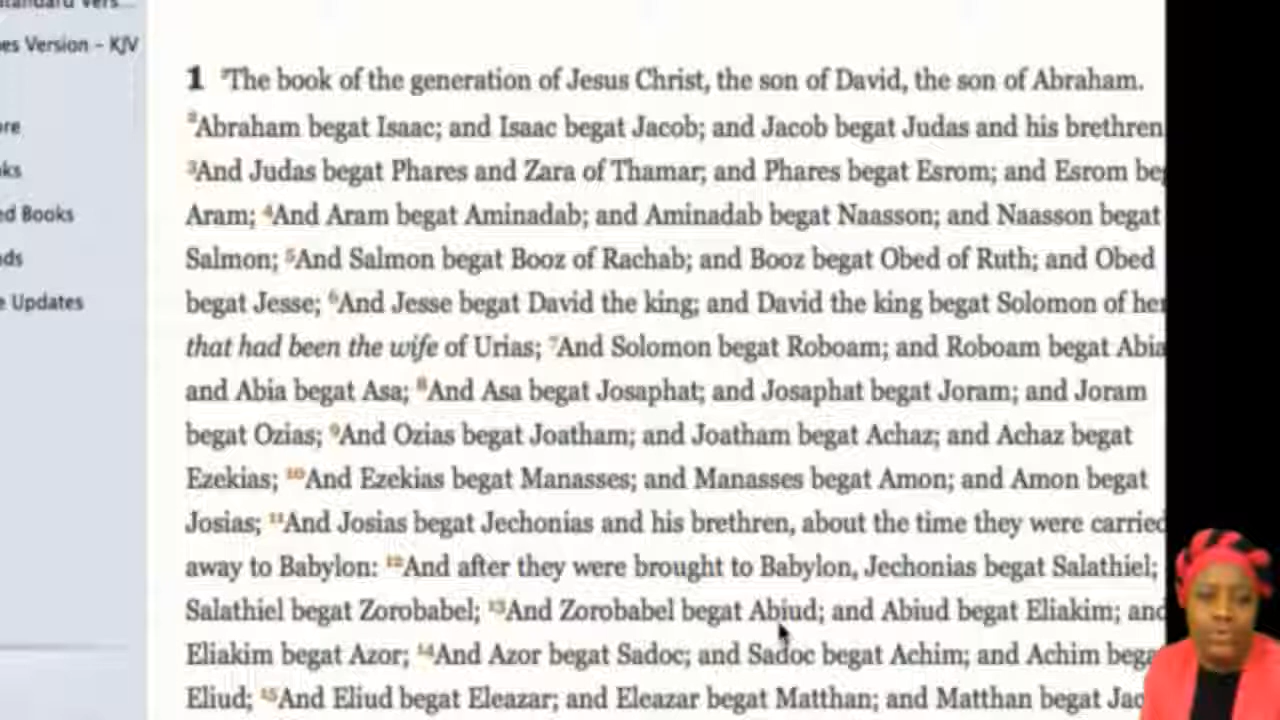 es Version – KJV
ed Books
e Updates
1 1The book of the generation of Jesus Christ, the son of David, the son of Abraham.
2Abraham begat Isaac; and Isaac begat Jacob; and Jacob begat Judas and his brethren
3And Judas begat Phares and Zara of Thamar; and Phares begat Esrom; and Esrom be
Aram; 4And Aram begat Aminadab; and Aminadab begat Naasson; and Naasson begat
Salmon; 5And Salmon begat Booz of Rachab; and Booz begat Obed of Ruth; and Obed
begat Jesse; 6And Jesse begat David the king; and David the king begat Solomon of he
that had been the wife of Urias; 7And Solomon begat Roboam; and Roboam begat Abia
and Abia begat Asa; 8And Asa begat Josaphat; and Josaphat begat Joram; and Joram
begat Ozias; 9And Ozias begat Joatham; and Joatham begat Achaz; and Achaz begat
Ezekias; 10And Ezekias begat Manasses; and Manasses begat Amon; and Amon begat
Josias; 11And Josias begat Jechonias and his brethren, about the time they were carried
away to Babylon: 12And after they were brought to Babylon, Jechonias begat Salathiel;
Salathiel begat Zorobabel; 13And Zorobabel begat Abiud; and Abiud begat Eliakim; and
Eliakim begat Azor; 14And Azor begat Sadoc; and Sadoc begat Achim; and Achim bega
Eliud; 15And Eliud begat Eleazar; and Eleazar begat Matthan; and Matthan begat Jac